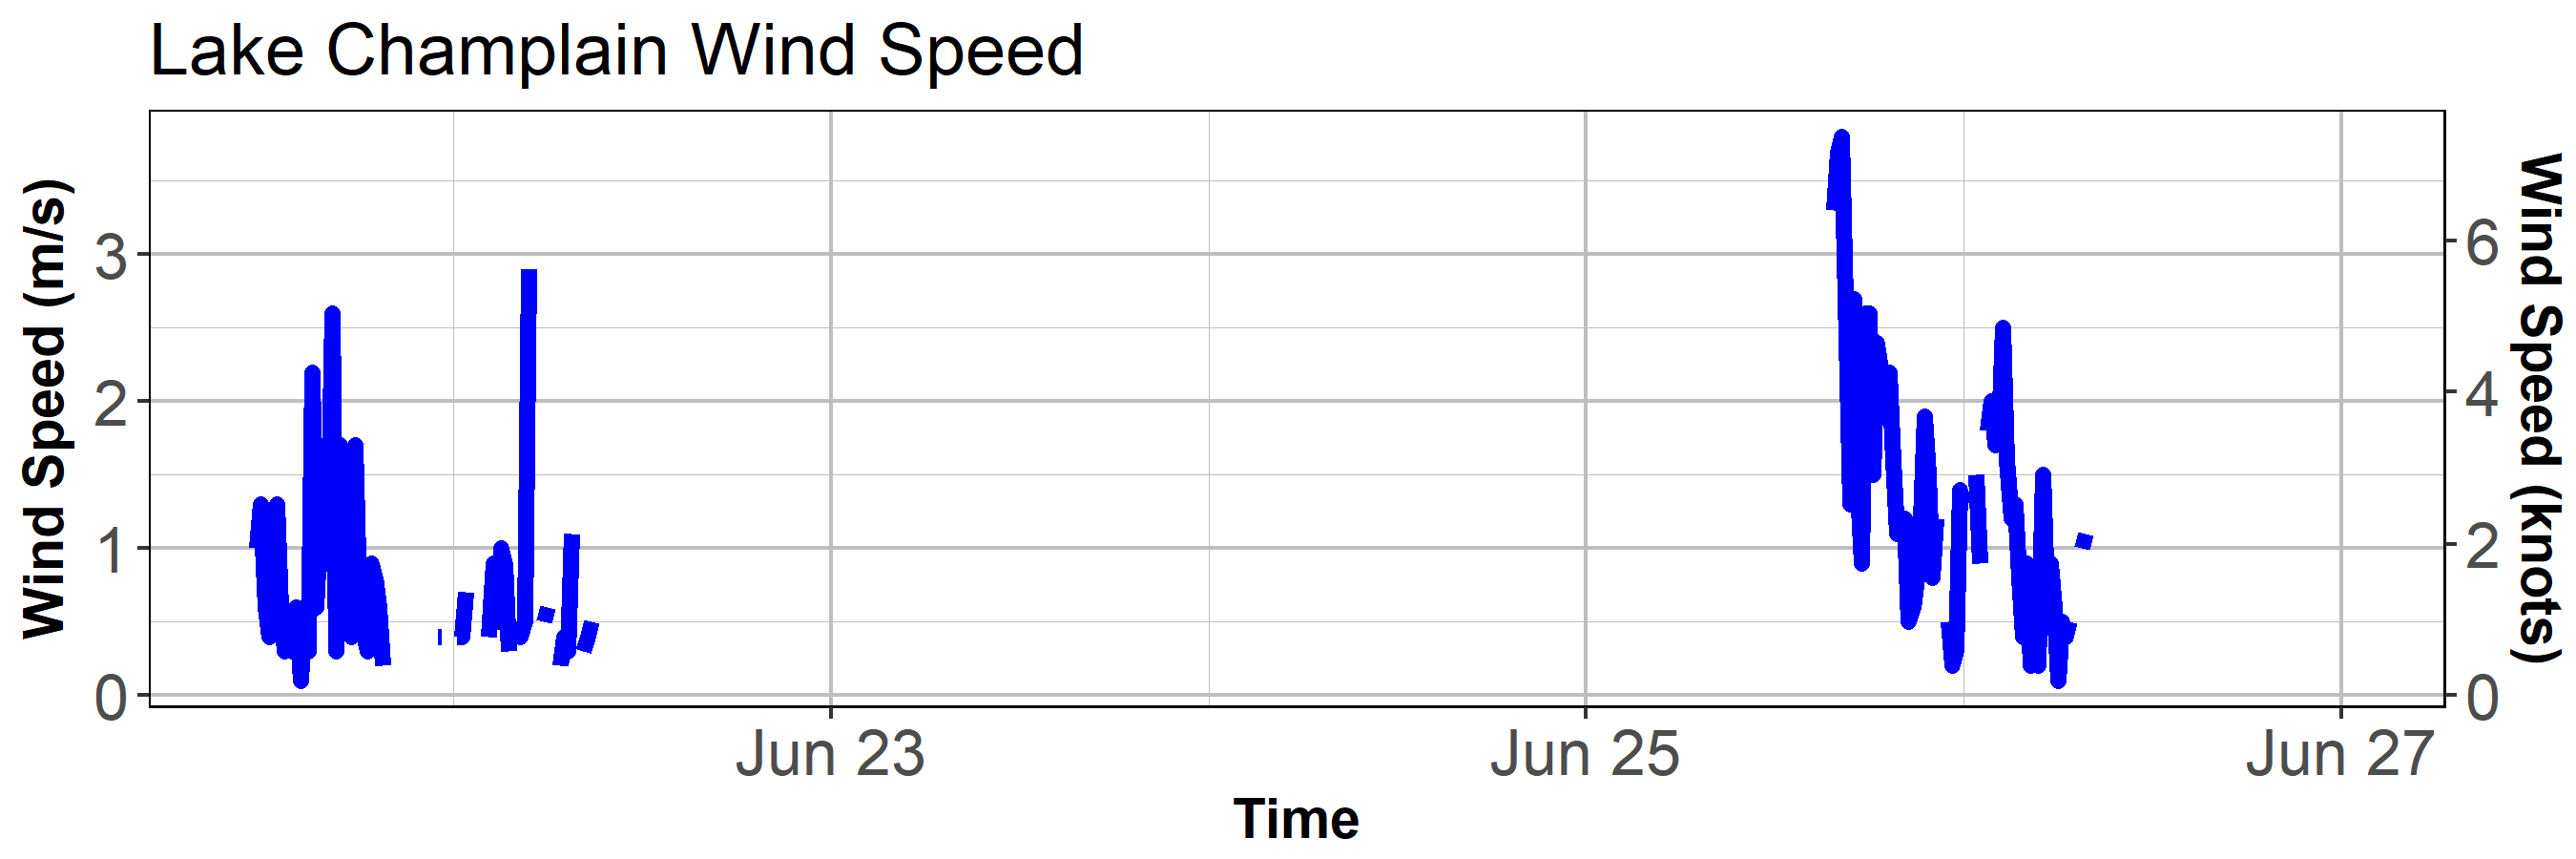 Lake Champlain Wind Speed
Wind Speed (m/s)
3
2
1
0
6
4
2
0
Wind Speed (knots)
Jun 23
Jun 25
Jun 27
Time